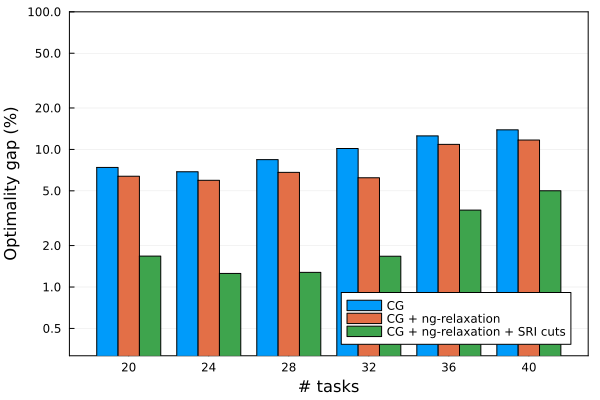 Optimality gap (%)
100.0
50.0
20.0
10.0
5.0
2.0
1.0
0.5
CG
CG + ng-relaxation
CG + ng-relaxation + SRI cuts
20 24 28 32 36 40
# tasks